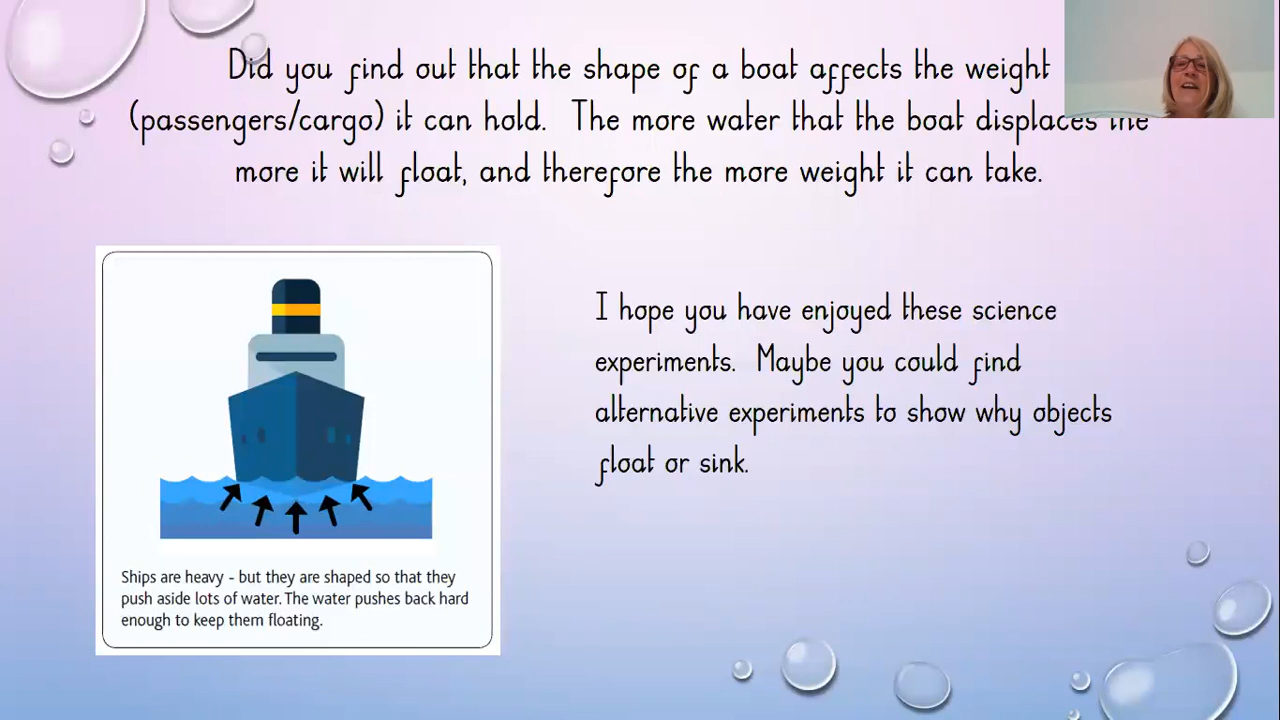 Did you find out that the shape of a boat affects the weight
(passengers/cargo) it can hold. The more water that the boat displaces the
more it will float, and therefore the more weight it can take.
I hope you have enjoyed these science
experiments. Maybe you could find
alternative experiments to show why objects
float or sink.
Ships are heavy - but they are shaped so that they
push aside lots of water. The water pushes back hard
enough to keep them floating.